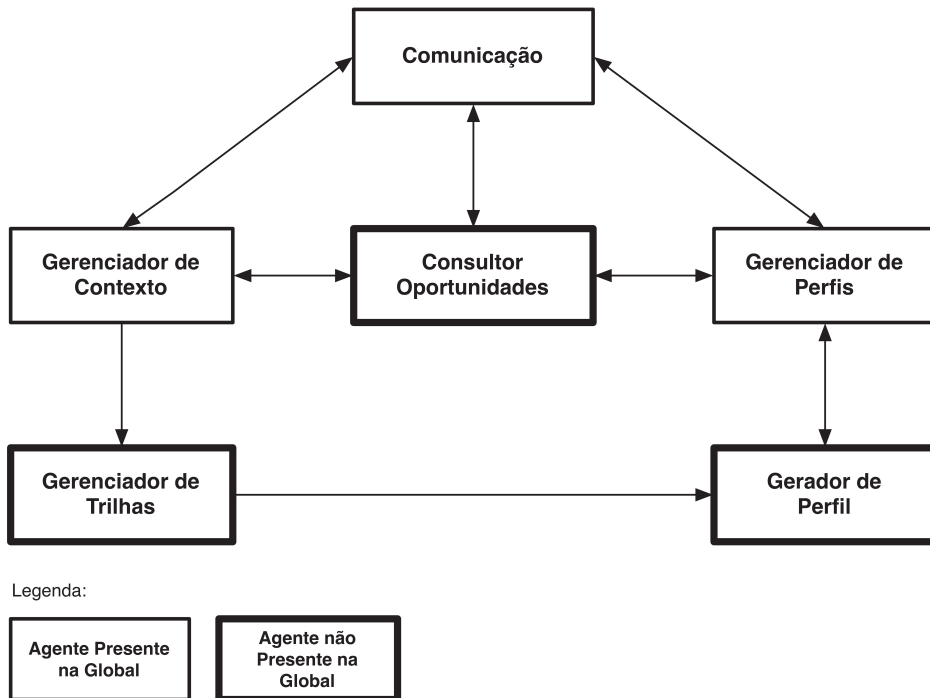 Comunicação
Gerenciador de
Contexto
Consultor
Oportunidades
Gerenciador de
Perfis
Gerenciador de
Trilhas
Gerador de
Perfil
Legenda:
Agente Presente
na Global
Agente não
Presente na
Global